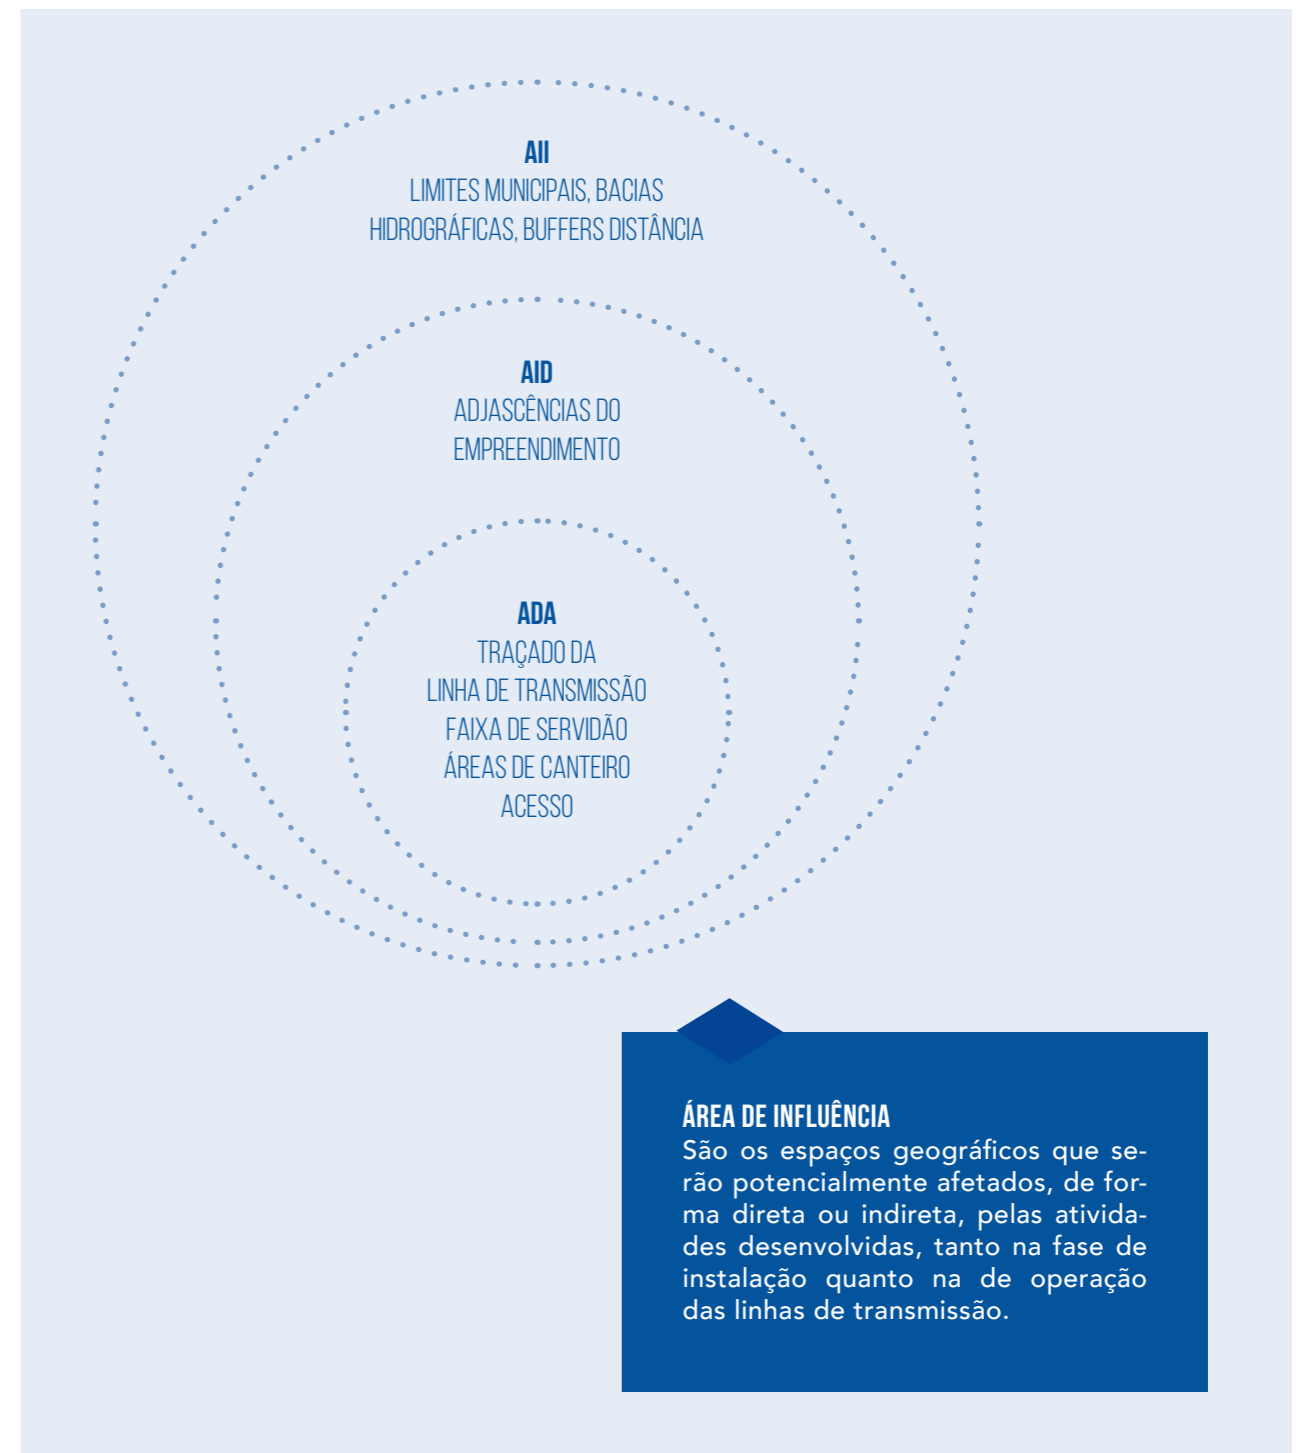 AII
LIMITES MUNICIPAIS, BACIAS
HIDROGRÁFICAS, BUFFERS DISTÂNCIA
AID
ADJASCÊNCIAS DO
EMPREENDIMENTO
ADA
TRAÇADO DA
LINHA DE TRANSMISSÃO
FAIXA DE SERVIDÃO
ÁREAS DE CANTEIRO
ACESSO
ÁREA DE INFLUÊNCIA
São os espaços geográficos que se-
rão potencialmente afetados, de for-
ma direta ou indireta, pelas ativida-
des desenvolvidas, tanto na fase de
instalação quanto na de operação
das linhas de transmissão.